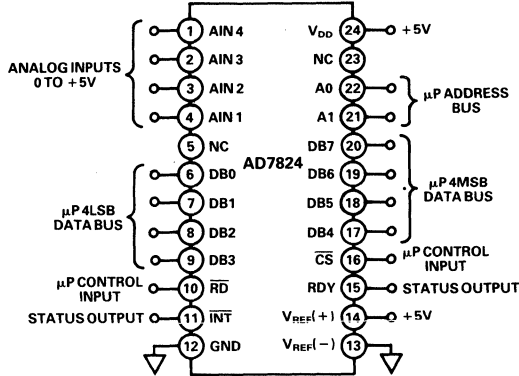 1 AIN 4
2 AIN 3
3 AIN 2
4 AIN 1
ANALOG INPUTS
0 TO +5V
5 NC
6 DB0
7 DB1
8 DB2
9 DB3
μP 4LSB
DATA BUS
μP CONTROL
INPUT
10 R̅D̅
STATUS OUTPUT
11 I̅N̅T̅
12 GND
AD7824
VDD 24 +5V
NC 23
A0 22
A1 21
μP ADDRESS
BUS
DB7 20
DB6 19
DB5 18
DB4 17
μP 4MSB
DATA BUS
C̅S̅ 16
μP CONTROL
INPUT
RDY 15 STATUS OUTPUT
VREF(+) 14 +5V
VREF(−) 13